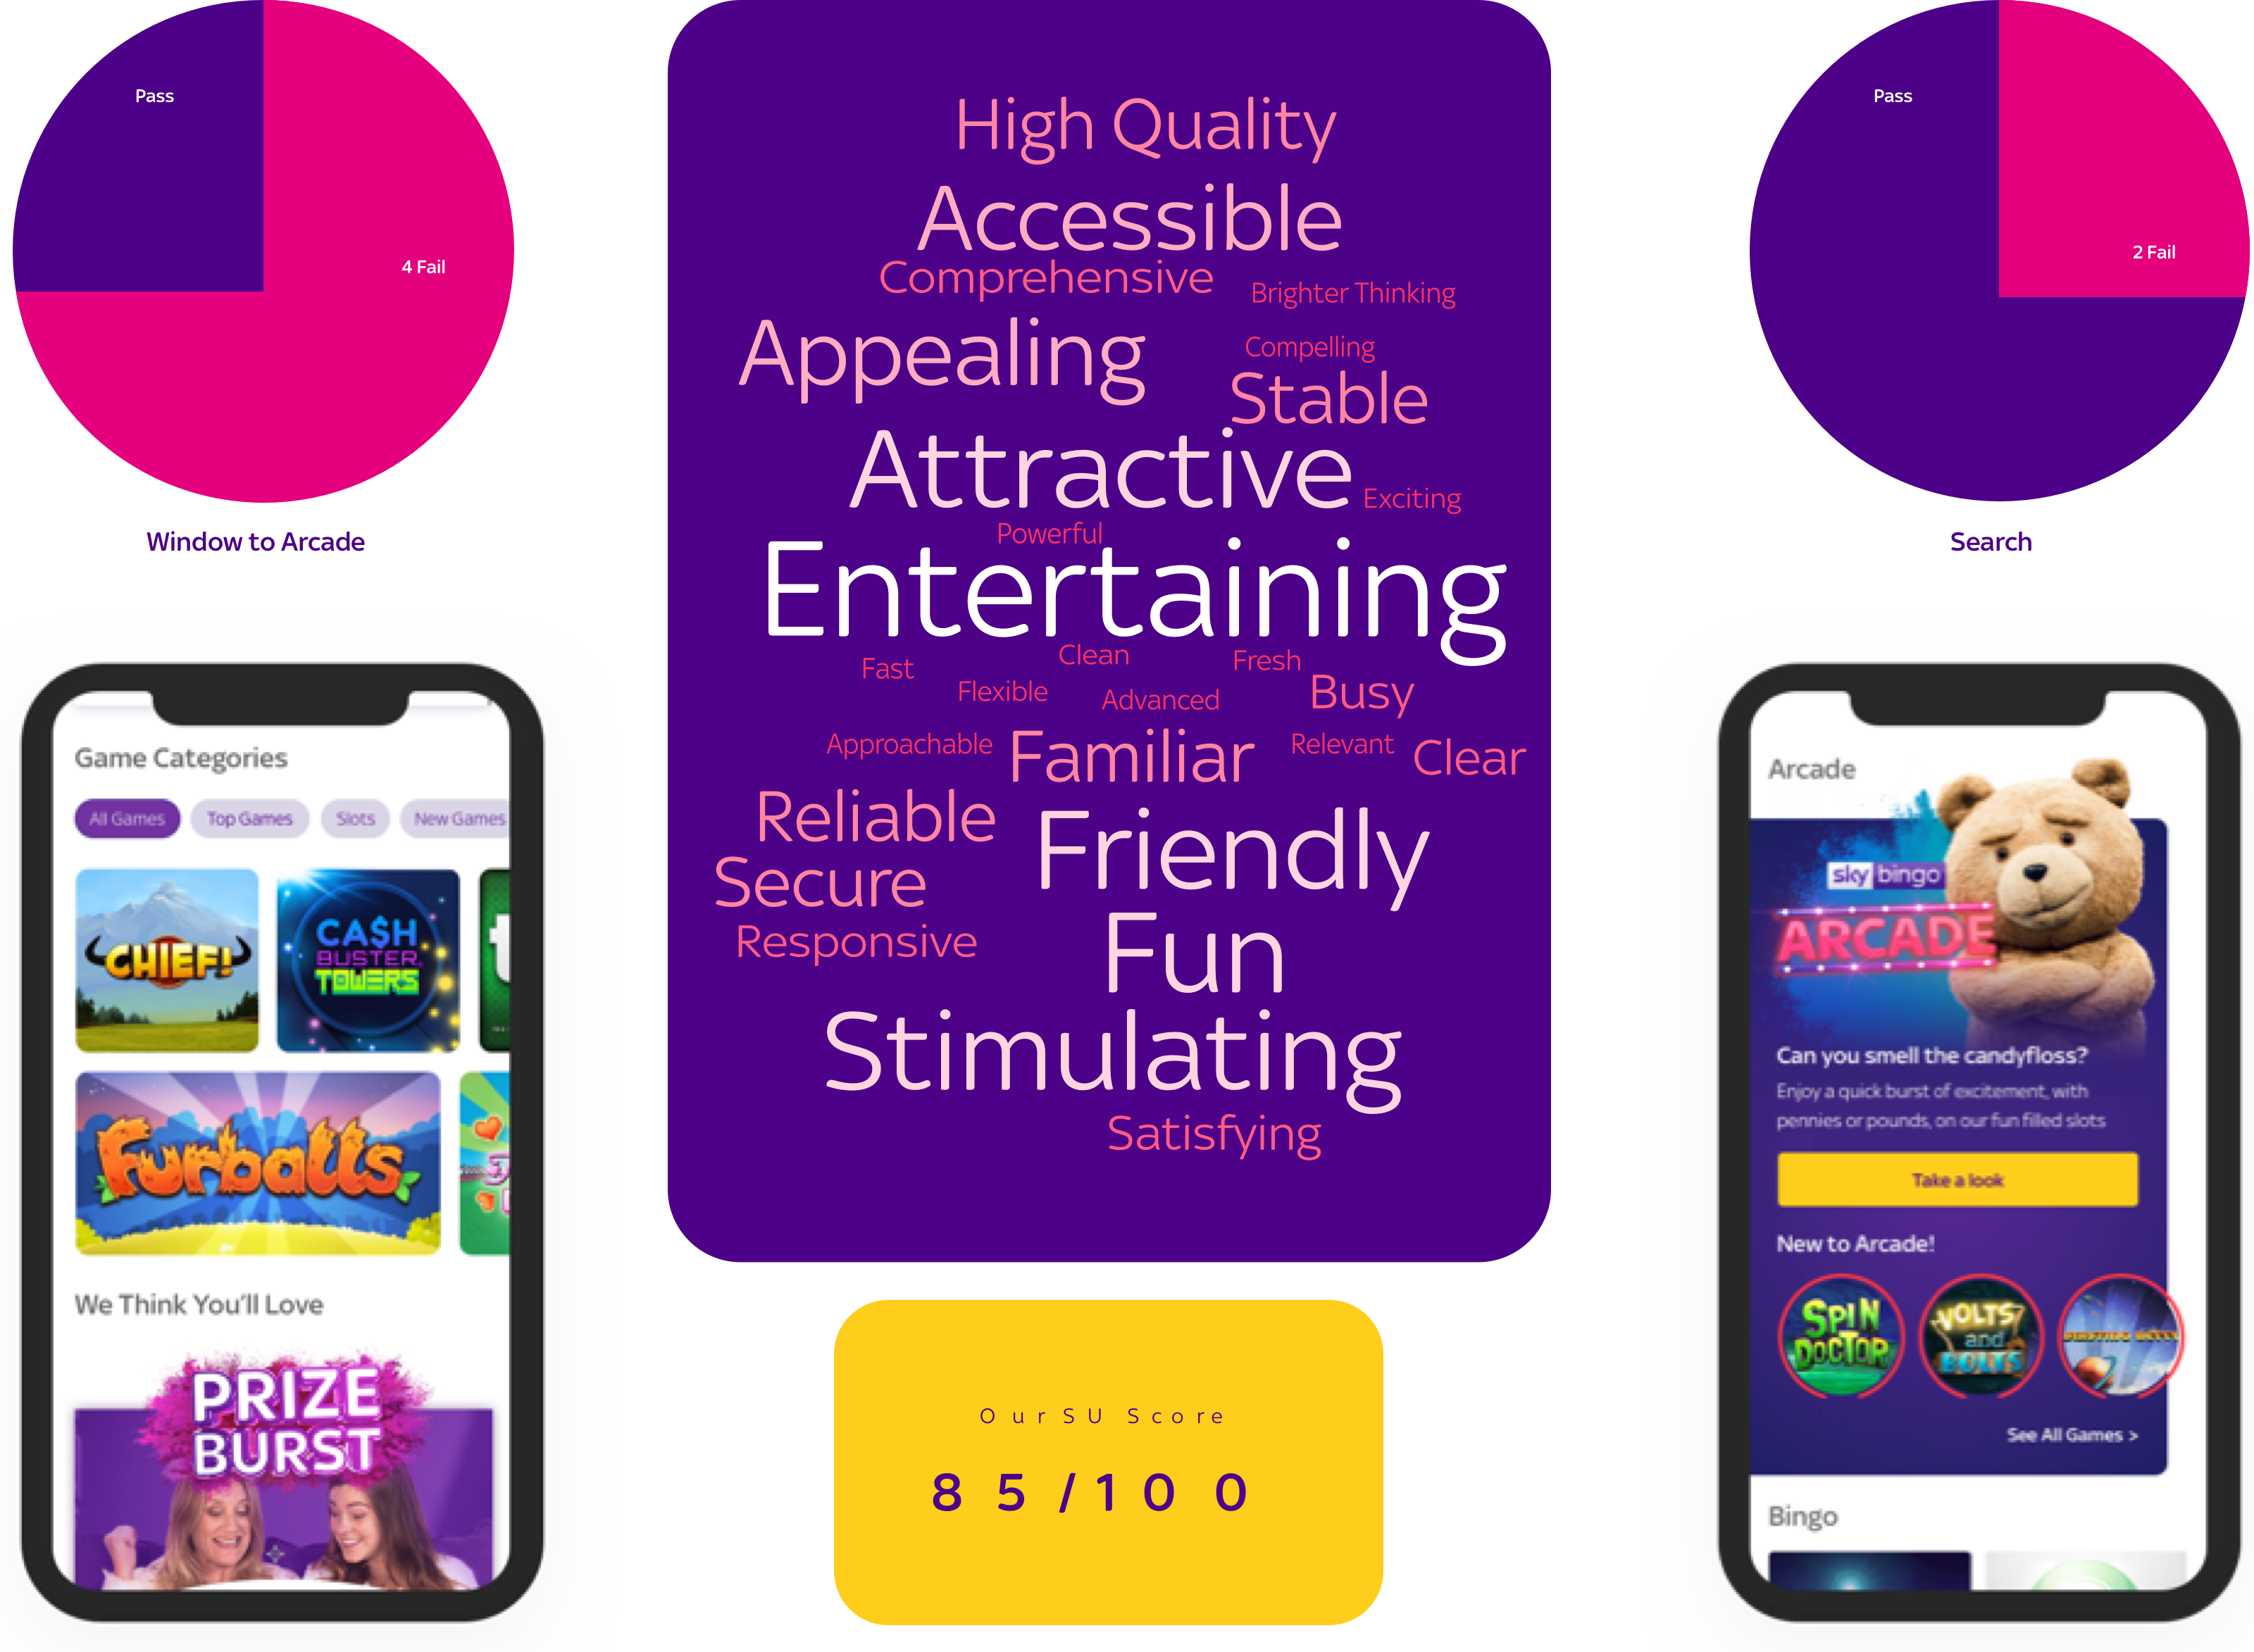 Pass
4 Fail
Window to Arcade
Game Categories
All Games
Top Games
Slots
New Games
CHIEF!
CA$H
BUSTER
TOWERS
Furballs
We Think You'll Love
PRIZE
BURST
High Quality
Accessible
Comprehensive
Brighter Thinking
Appealing
Compelling
Stable
Attractive
Exciting
Powerful
Entertaining
Fast
Clean
Fresh
Flexible
Advanced
Busy
Approachable
Familiar
Relevant
Clear
Reliable
Friendly
Secure
Responsive
Fun
Stimulating
Satisfying
Our SU Score
85/100
Pass
2 Fail
Search
Arcade
sky bingo
ARCADE
Can you smell the candyfloss?
Enjoy a quick burst of excitement, with
pennies or pounds, on our fun filled slots
Take a look
New to Arcade!
SPIN
DOCTOR
VOLTS
and
BOLTS
See All Games >
Bingo